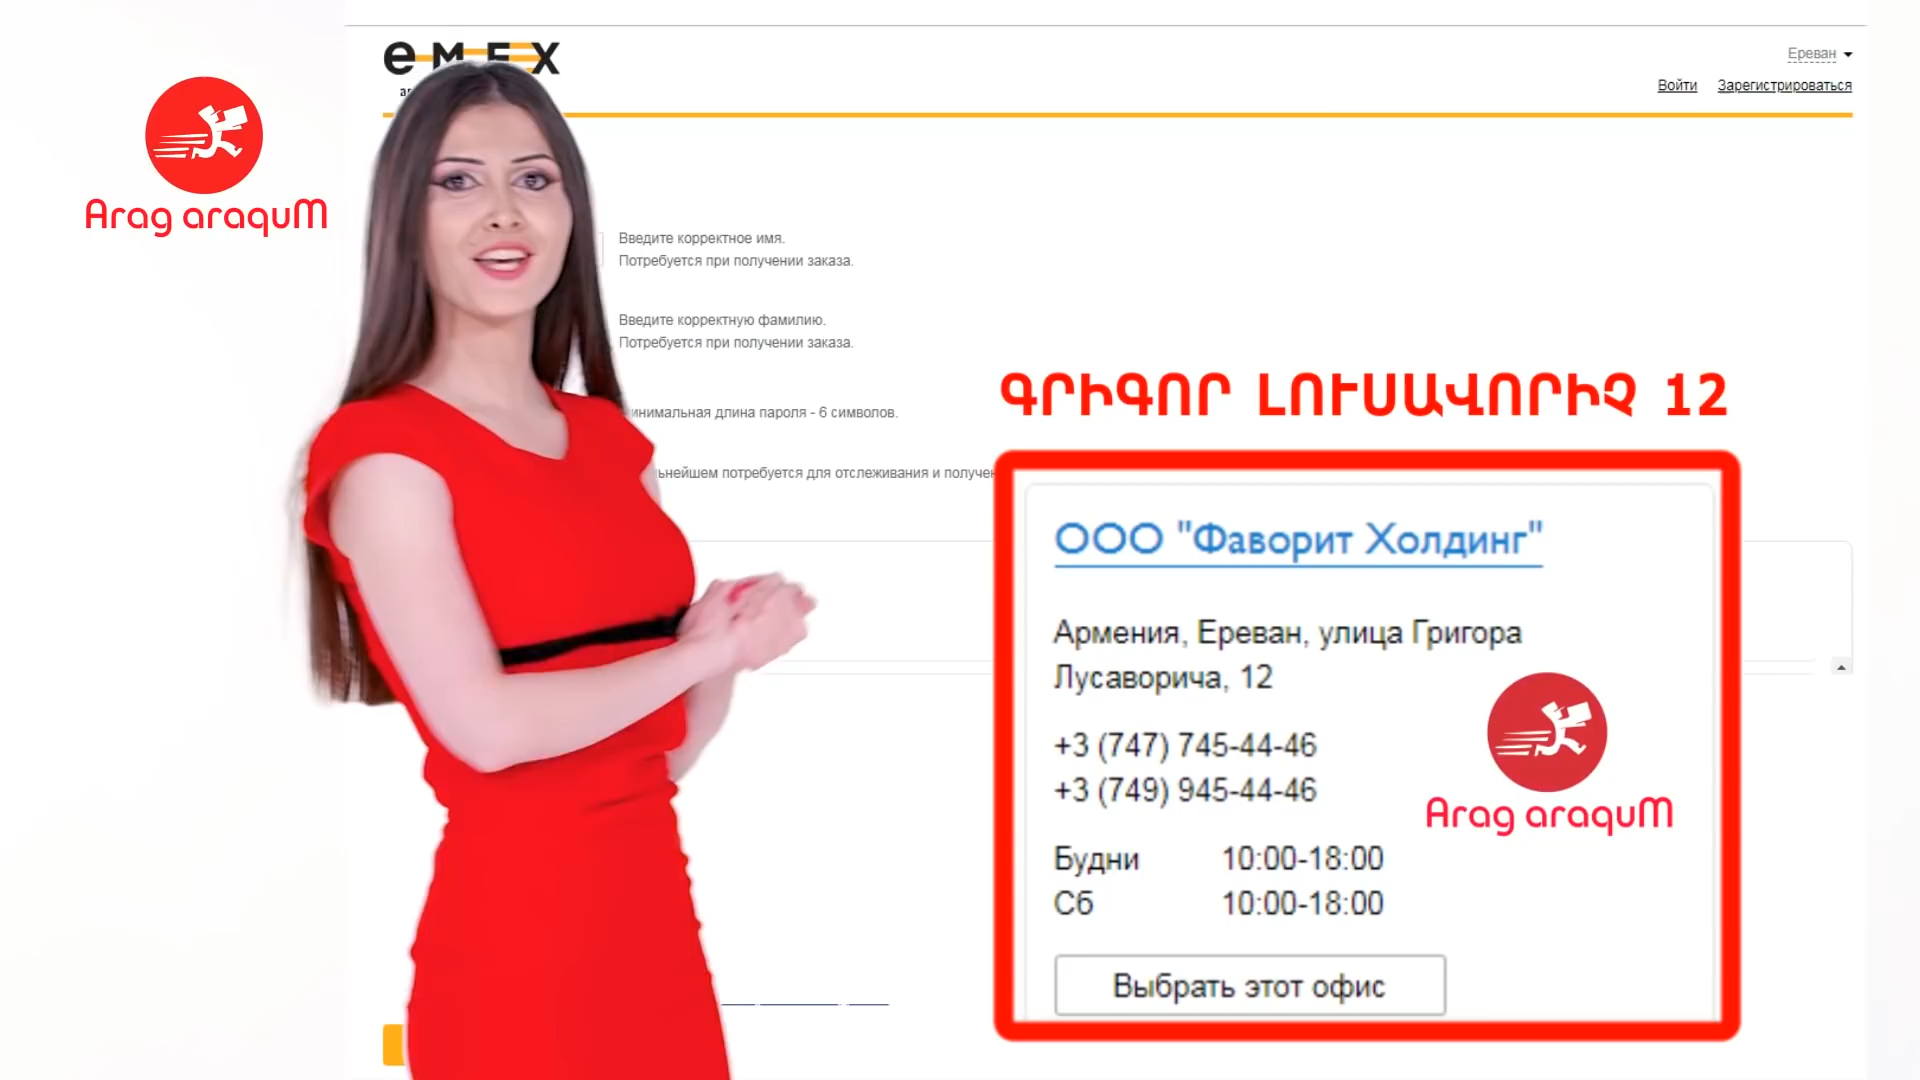 emex
Ереван
Войти Зарегистрироваться
Arag araquM
Введите корректное имя.
Потребуется при получении заказа.
Введите корректную фамилию.
Потребуется при получении заказа.
минимальная длина пароля - 6 символов.
потребуется для отслеживания и
ԳՐԻԳՈՐ ԼՈՒՍԱՎՈՐԻՉ 12
ООО "Фаворит Холдинг"
Армения, Ереван, улица Григора
Лусаворича, 12
+3 (747) 745-44-46
+3 (749) 945-44-46
Arag araquM
Будни 10:00-18:00
Сб 10:00-18:00
Выбрать этот офис